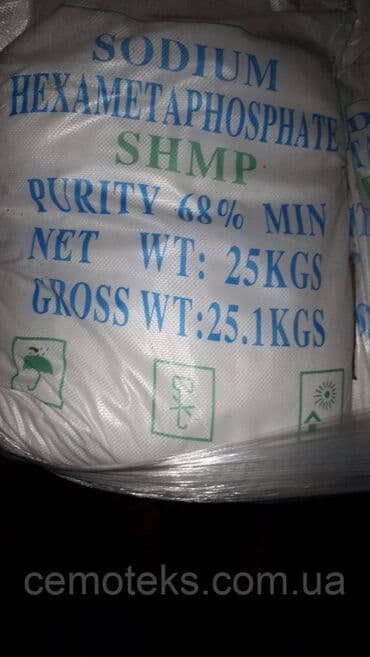 SODIUM
HEXAMETAPHOSPHATE
SHMP
PURITY 68% MIN
NET WT: 25KGS
GROSS WT:25.1KGS
cemoteks.com.ua